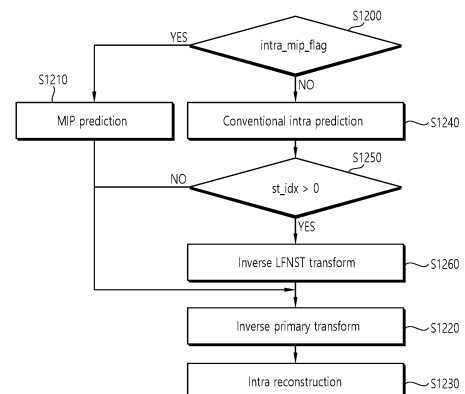 S1200
intra_mip_flag
YES
NO
S1210
MIP prediction
Conventional intra prediction
S1240
S1250
st_idx > 0
NO
YES
Inverse LFNST transform
S1260
Inverse primary transform
S1220
Intra reconstruction
S1230